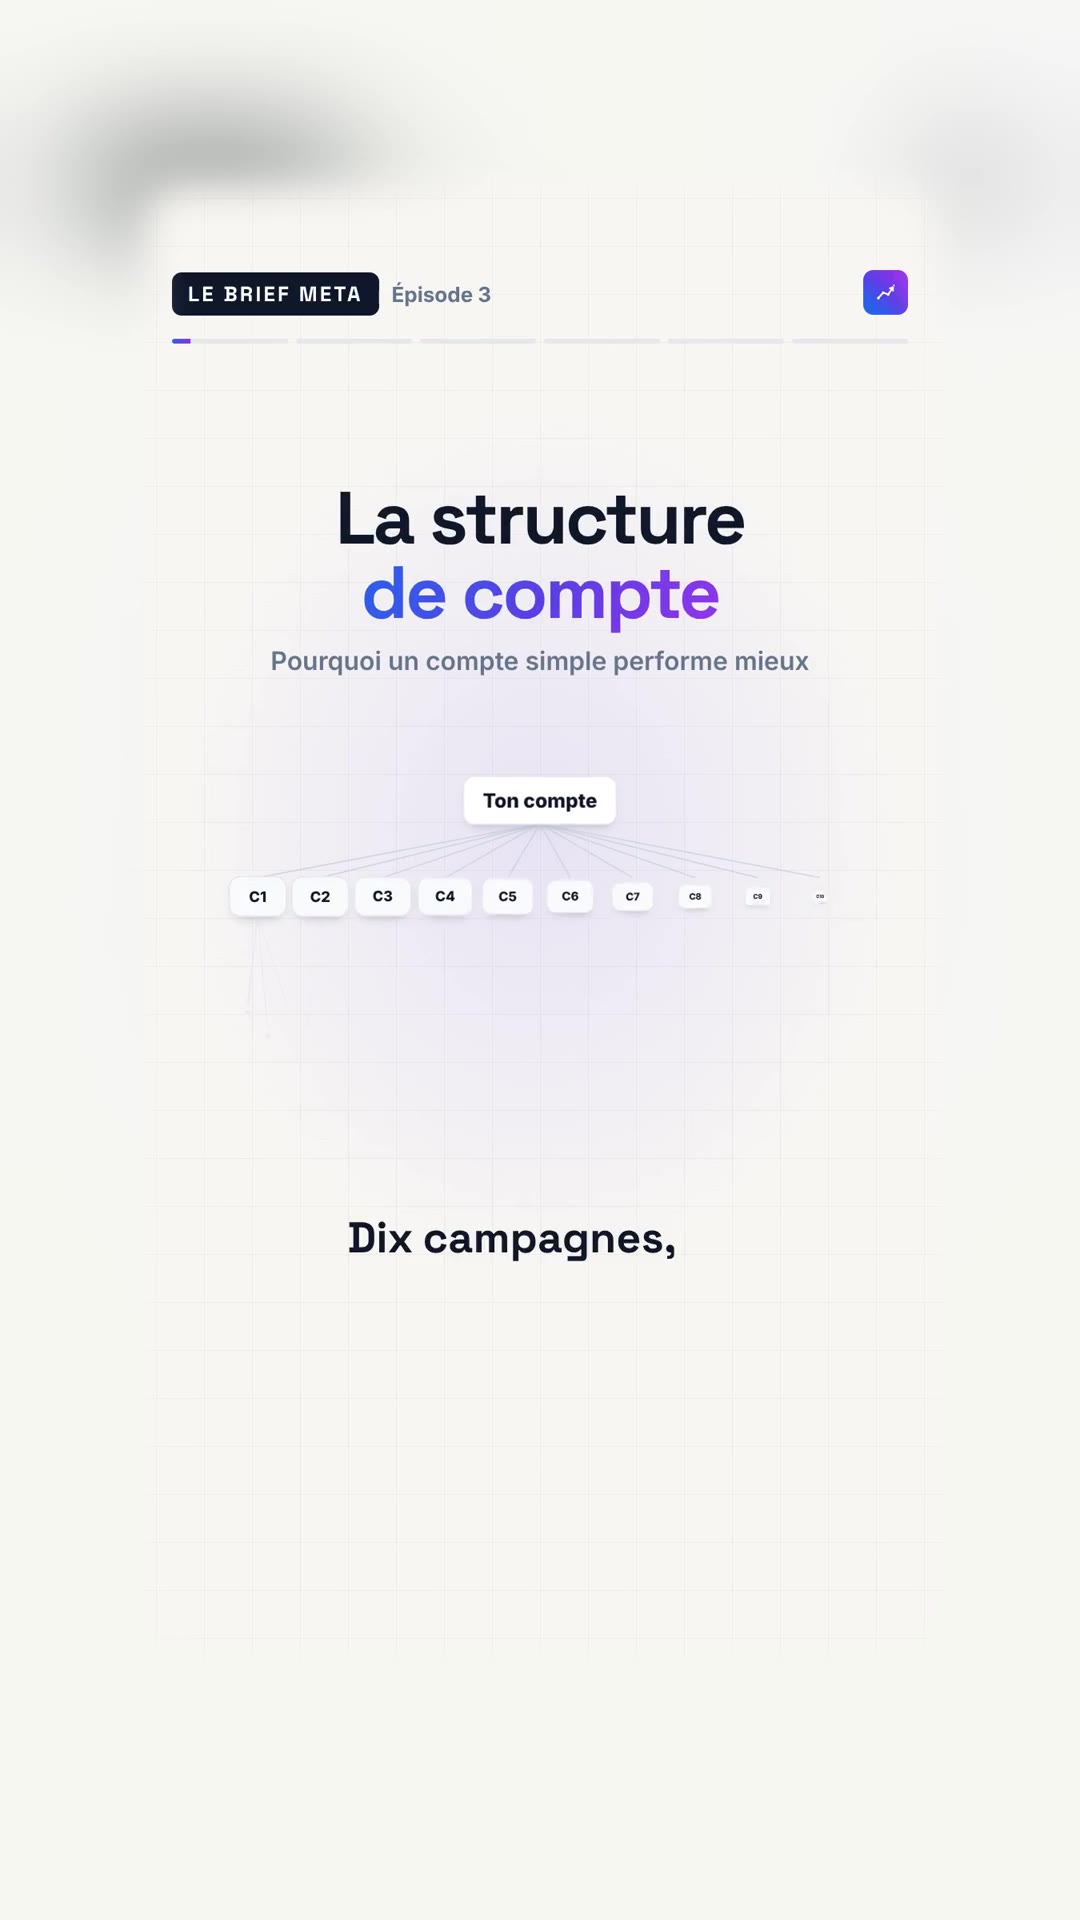 LE BRIEF META Épisode 3
La structure
de compte
Pourquoi un compte simple performe mieux
Ton compte
C1 C2 C3 C4 C5 C6 C7 C8 C9 C10
Dix campagnes,